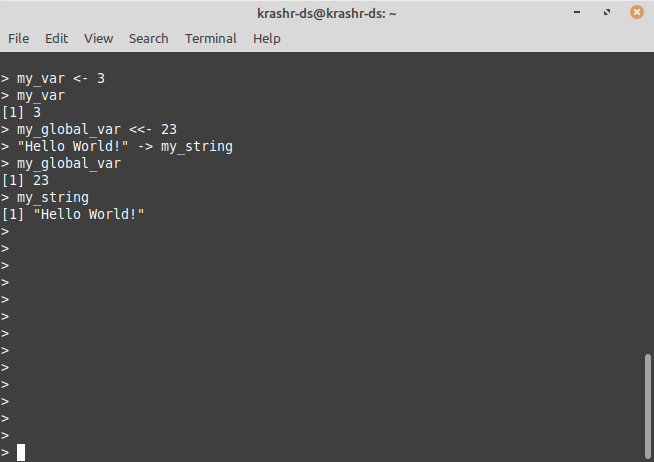 krashr-ds@krashr-ds: ~
File Edit View Search Terminal Help
> my_var <- 3
> my_var
[1] 3
> my_global_var <<- 23
> "Hello World!" -> my_string
> my_global_var
[1] 23
> my_string
[1] "Hello World!"
>
>
>
>
>
>
>
>
>
>
>
>
>
>